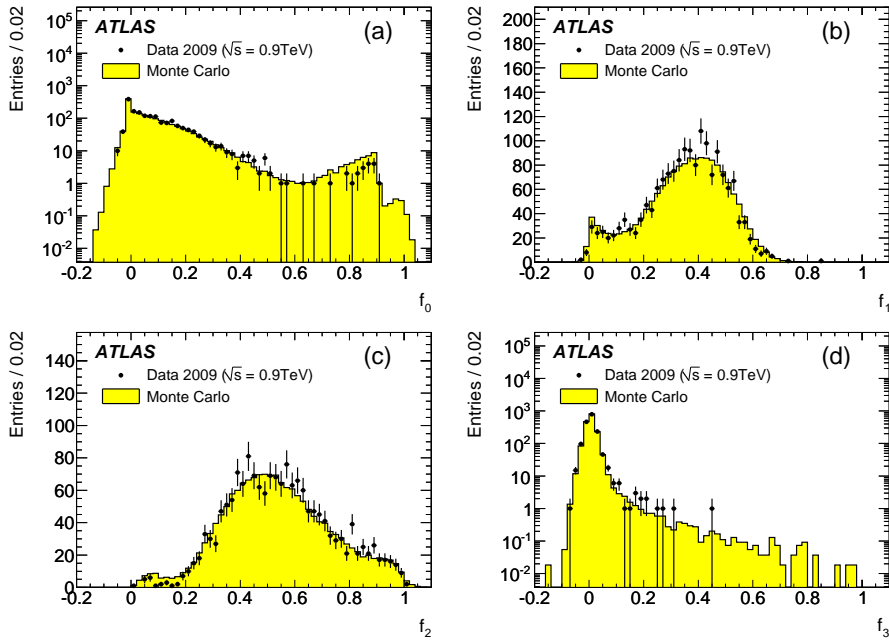 Entries / 0.02
10⁵
10⁴
10³
10²
10
1
10⁻¹
10⁻²
ATLAS
(a)
Data 2009 (√s = 0.9TeV)
Monte Carlo
-0.2 0 0.2 0.4 0.6 0.8 1
f₀
Entries / 0.02
200
180
160
140
120
100
80
60
40
20
0
ATLAS
(b)
Data 2009 (√s = 0.9TeV)
Monte Carlo
-0.2 0 0.2 0.4 0.6 0.8 1
f₁
Entries / 0.02
140
120
100
80
60
40
20
0
ATLAS
(c)
Data 2009 (√s = 0.9TeV)
Monte Carlo
-0.2 0 0.2 0.4 0.6 0.8 1
f₂
Entries / 0.02
10⁵
10⁴
10³
10²
10
1
10⁻¹
10⁻²
ATLAS
(d)
Data 2009 (√s = 0.9TeV)
Monte Carlo
-0.2 0 0.2 0.4 0.6 0.8 1
f₃